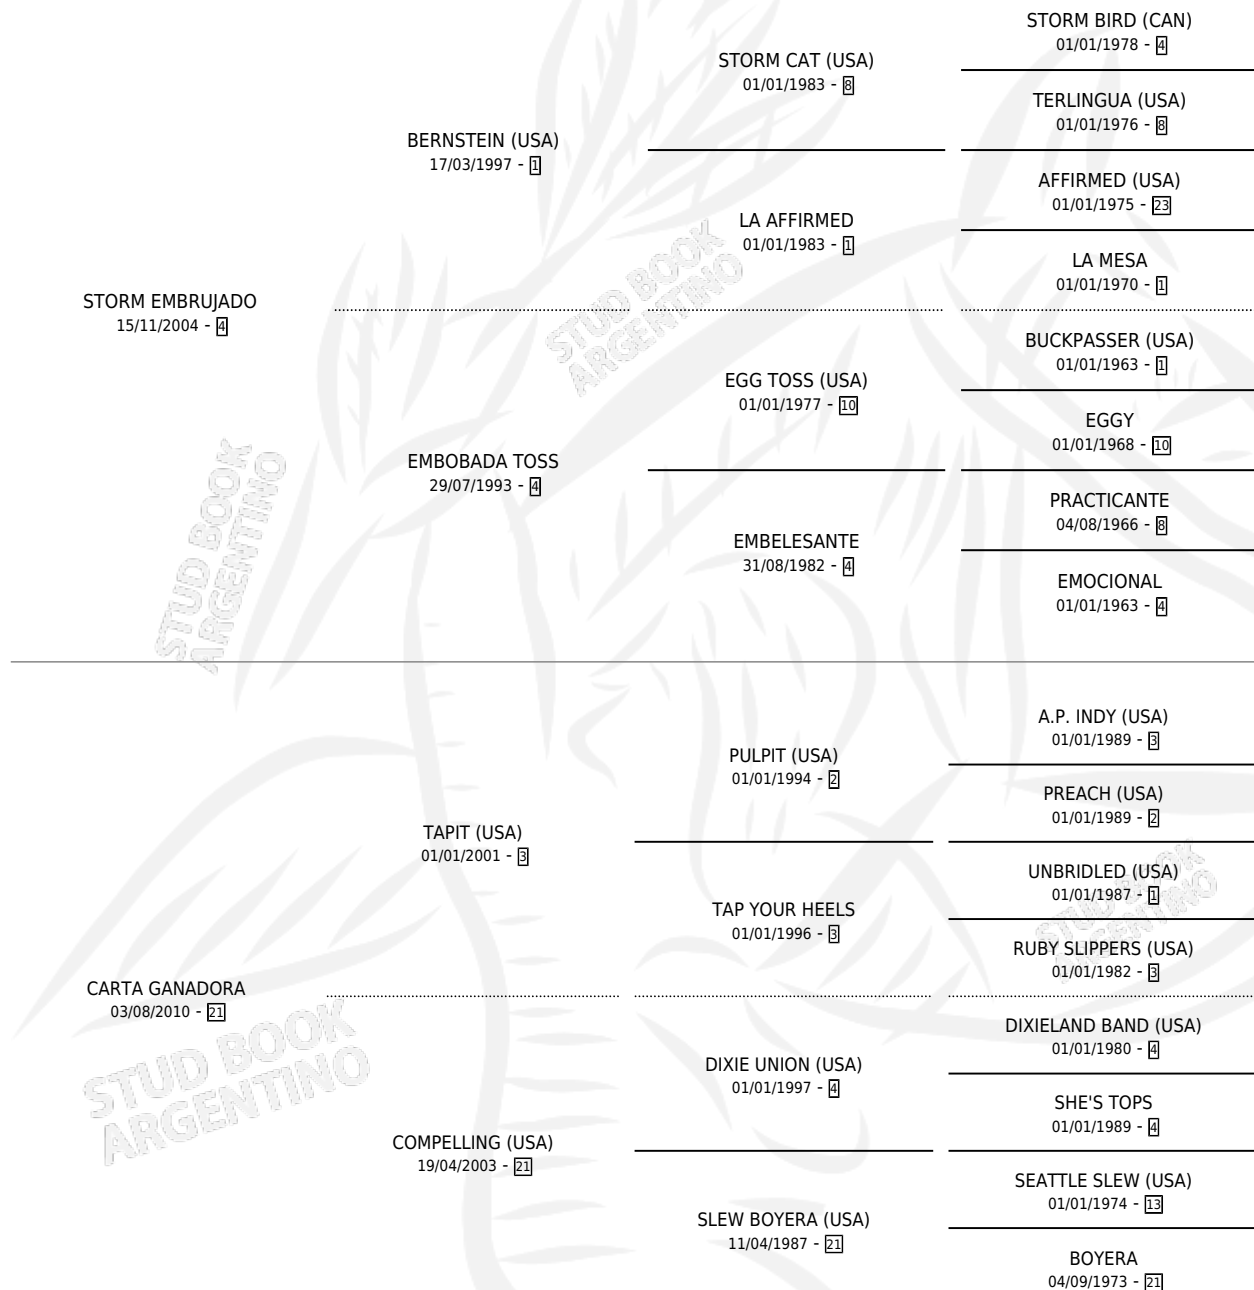 STORM BIRD (CAN)
01/01/1978 - 4
STORM CAT (USA)
01/01/1983 - 8
TERLINGUA (USA)
01/01/1976 - 8
BERNSTEIN (USA)
17/03/1997 - 1
AFFIRMED (USA)
01/01/1975 - 23
LA AFFIRMED
01/01/1983 - 1
LA MESA
01/01/1970 - 1
STORM EMBRUJADO
15/11/2004 - 4
BUCKPASSER (USA)
01/01/1963 - 1
EGG TOSS (USA)
01/01/1977 - 10
EGGY
01/01/1968 - 10
EMBOBADA TOSS
29/07/1993 - 4
PRACTICANTE
04/08/1966 - 8
EMBELESANTE
31/08/1982 - 4
EMOCIONAL
01/01/1963 - 4
A.P. INDY (USA)
01/01/1989 - 3
PULPIT (USA)
01/01/1994 - 2
PREACH (USA)
01/01/1989 - 2
TAPIT (USA)
01/01/2001 - 3
UNBRIDLED (USA)
01/01/1987 - 1
TAP YOUR HEELS
01/01/1996 - 3
RUBY SLIPPERS (USA)
01/01/1982 - 3
CARTA GANADORA
03/08/2010 - 21
DIXIELAND BAND (USA)
01/01/1980 - 4
DIXIE UNION (USA)
01/01/1997 - 4
SHE'S TOPS
01/01/1989 - 4
COMPELLING (USA)
19/04/2003 - 21
SEATTLE SLEW (USA)
01/01/1974 - 13
SLEW BOYERA (USA)
11/04/1987 - 21
BOYERA
04/09/1973 - 21
STUD BOOK
ARGENTINO
STUD BOOK
ARGENTINO
STUD BOOK
ARGENTINO
STUD BOOK
ARGENTINO